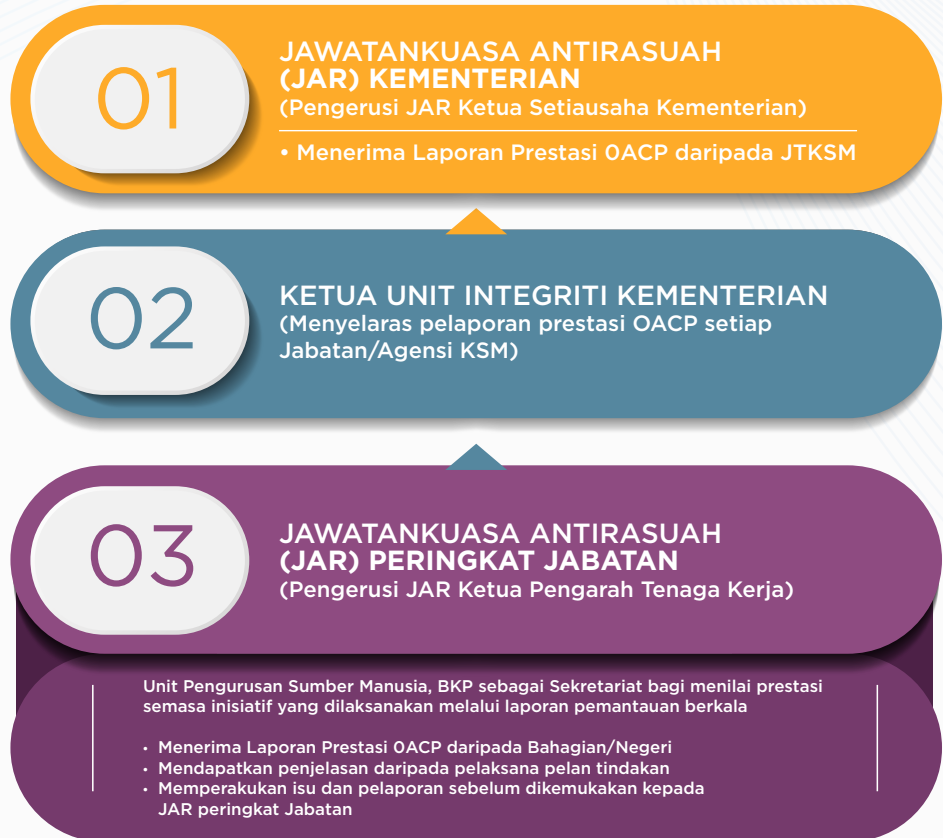 01
JAWATANKUASA ANTIRASUAH
(JAR) KEMENTERIAN
(Pengerusi JAR Ketua Setiausaha Kementerian)
• Menerima Laporan Prestasi 0ACP daripada JTKSM
02
KETUA UNIT INTEGRITI KEMENTERIAN
(Menyelaras pelaporan prestasi OACP setiap
Jabatan/Agensi KSM)
03
JAWATANKUASA ANTIRASUAH
(JAR) PERINGKAT JABATAN
(Pengerusi JAR Ketua Pengarah Tenaga Kerja)
Unit Pengurusan Sumber Manusia, BKP sebagai Sekretariat bagi menilai prestasi
semasa inisiatif yang dilaksanakan melalui laporan pemantauan berkala
• Menerima Laporan Prestasi 0ACP daripada Bahagian/Negeri
• Mendapatkan penjelasan daripada pelaksana pelan tindakan
• Memperakukan isu dan pelaporan sebelum dikemukakan kepada
JAR peringkat Jabatan